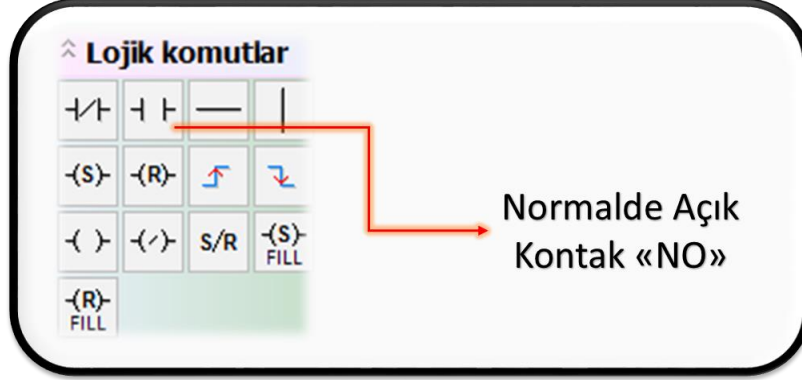 Lojik komutlar
(S) (R)
( ) (/) S/R (S) FILL
(R) FILL
Normalde Açık
Kontak «NO»